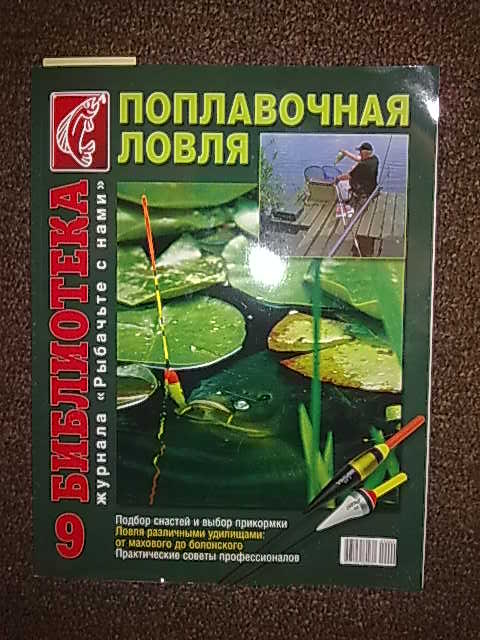 ПОПЛАВОЧНАЯ
ЛОВЛЯ
9 БИБЛИОТЕКА
журнала «Рыбачьте с нами»
Подбор снастей и выбор прикормки
Ловля различными удилищами:
от махового до болонского
Практические советы профессионалов